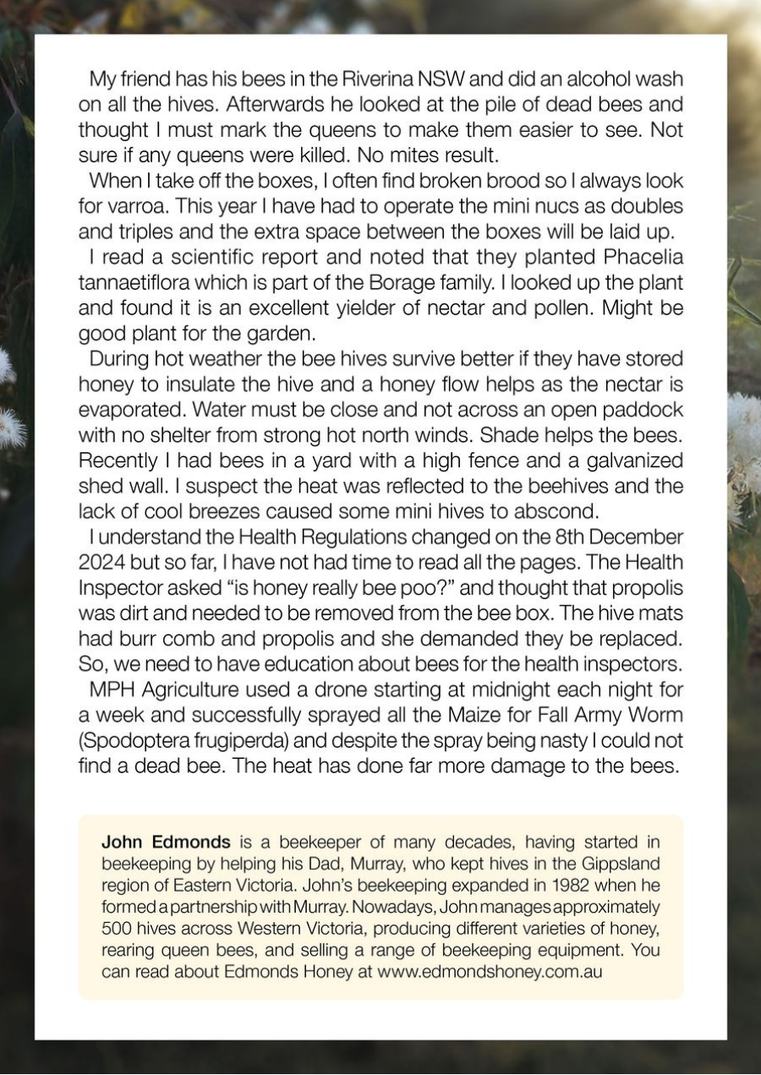 My friend has his bees in the Riverina NSW and did an alcohol wash
on all the hives. Afterwards he looked at the pile of dead bees and
thought I must mark the queens to make them easier to see. Not
sure if any queens were killed. No mites result.
When I take off the boxes, I often find broken brood so I always look
for varroa. This year I have had to operate the mini nucs as doubles
and triples and the extra space between the boxes will be laid up.
I read a scientific report and noted that they planted Phacelia
tannaetiflora which is part of the Borage family. I looked up the plant
and found it is an excellent yielder of nectar and pollen. Might be
good plant for the garden.
During hot weather the bee hives survive better if they have stored
honey to insulate the hive and a honey flow helps as the nectar is
evaporated. Water must be close and not across an open paddock
with no shelter from strong hot north winds. Shade helps the bees.
Recently I had bees in a yard with a high fence and a galvanized
shed wall. I suspect the heat was reflected to the beehives and the
lack of cool breezes caused some mini hives to abscond.
I understand the Health Regulations changed on the 8th December
2024 but so far, I have not had time to read all the pages. The Health
Inspector asked “is honey really bee poo?” and thought that propolis
was dirt and needed to be removed from the bee box. The hive mats
had burr comb and propolis and she demanded they be replaced.
So, we need to have education about bees for the health inspectors.
MPH Agriculture used a drone starting at midnight each night for
a week and successfully sprayed all the Maize for Fall Army Worm
(Spodoptera frugiperda) and despite the spray being nasty I could not
find a dead bee. The heat has done far more damage to the bees.
John Edmonds is a beekeeper of many decades, having started in
beekeeping by helping his Dad, Murray, who kept hives in the Gippsland
region of Eastern Victoria. John’s beekeeping expanded in 1982 when he
formed a partnership with Murray. Nowadays, John manages approximately
500 hives across Western Victoria, producing different varieties of honey,
rearing queen bees, and selling a range of beekeeping equipment. You
can read about Edmonds Honey at www.edmondshoney.com.au